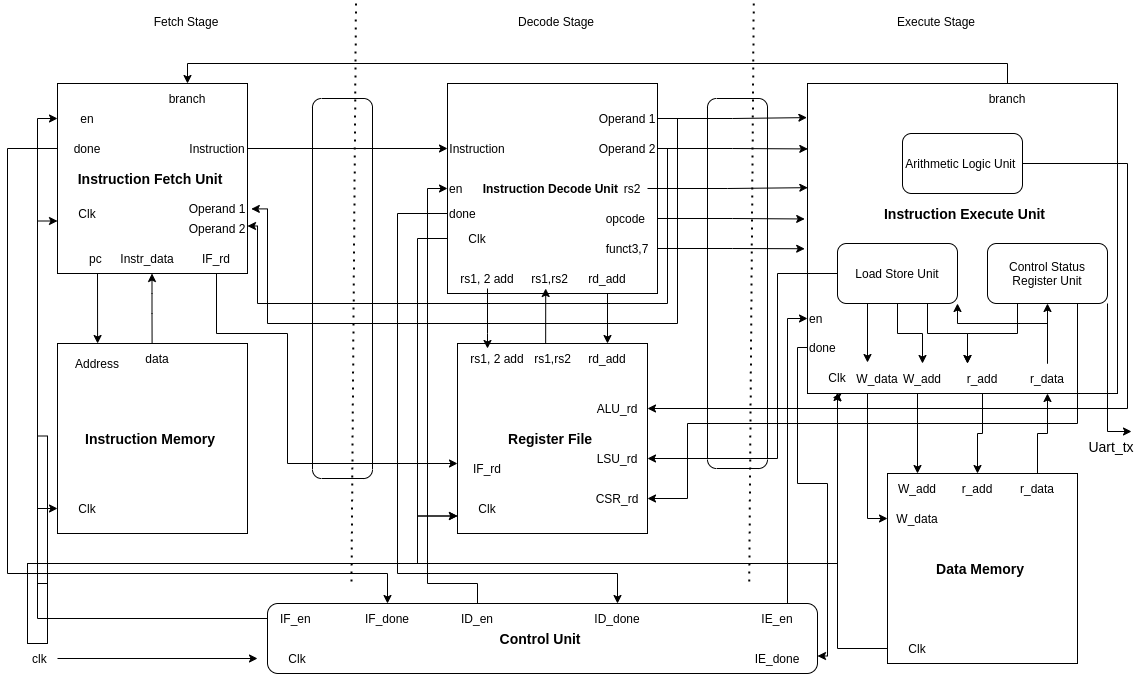 Fetch Stage
Decode Stage
Execute Stage
branch
en
done
Instruction
Instruction Fetch Unit
Clk
Operand 1
Operand 2
pc
Instr_data
IF_rd
Address
data
Instruction Memory
Clk
Operand 1
Instruction
Operand 2
en
Instruction Decode Unit
rs2
done
opcode
Clk
funct3,7
rs1, 2 add
rs1,rs2
rd_add
rs1, 2 add
rs1,rs2
rd_add
ALU_rd
Register File
LSU_rd
IF_rd
CSR_rd
Clk
branch
Arithmetic Logic Unit
Instruction Execute Unit
Load Store Unit
Control Status
Register Unit
en
done
Clk
W_data
W_add
r_add
r_data
Uart_tx
W_add
r_add
r_data
W_data
Data Memory
Clk
IF_en
IF_done
ID_en
ID_done
IE_en
Control Unit
clk
Clk
IE_done